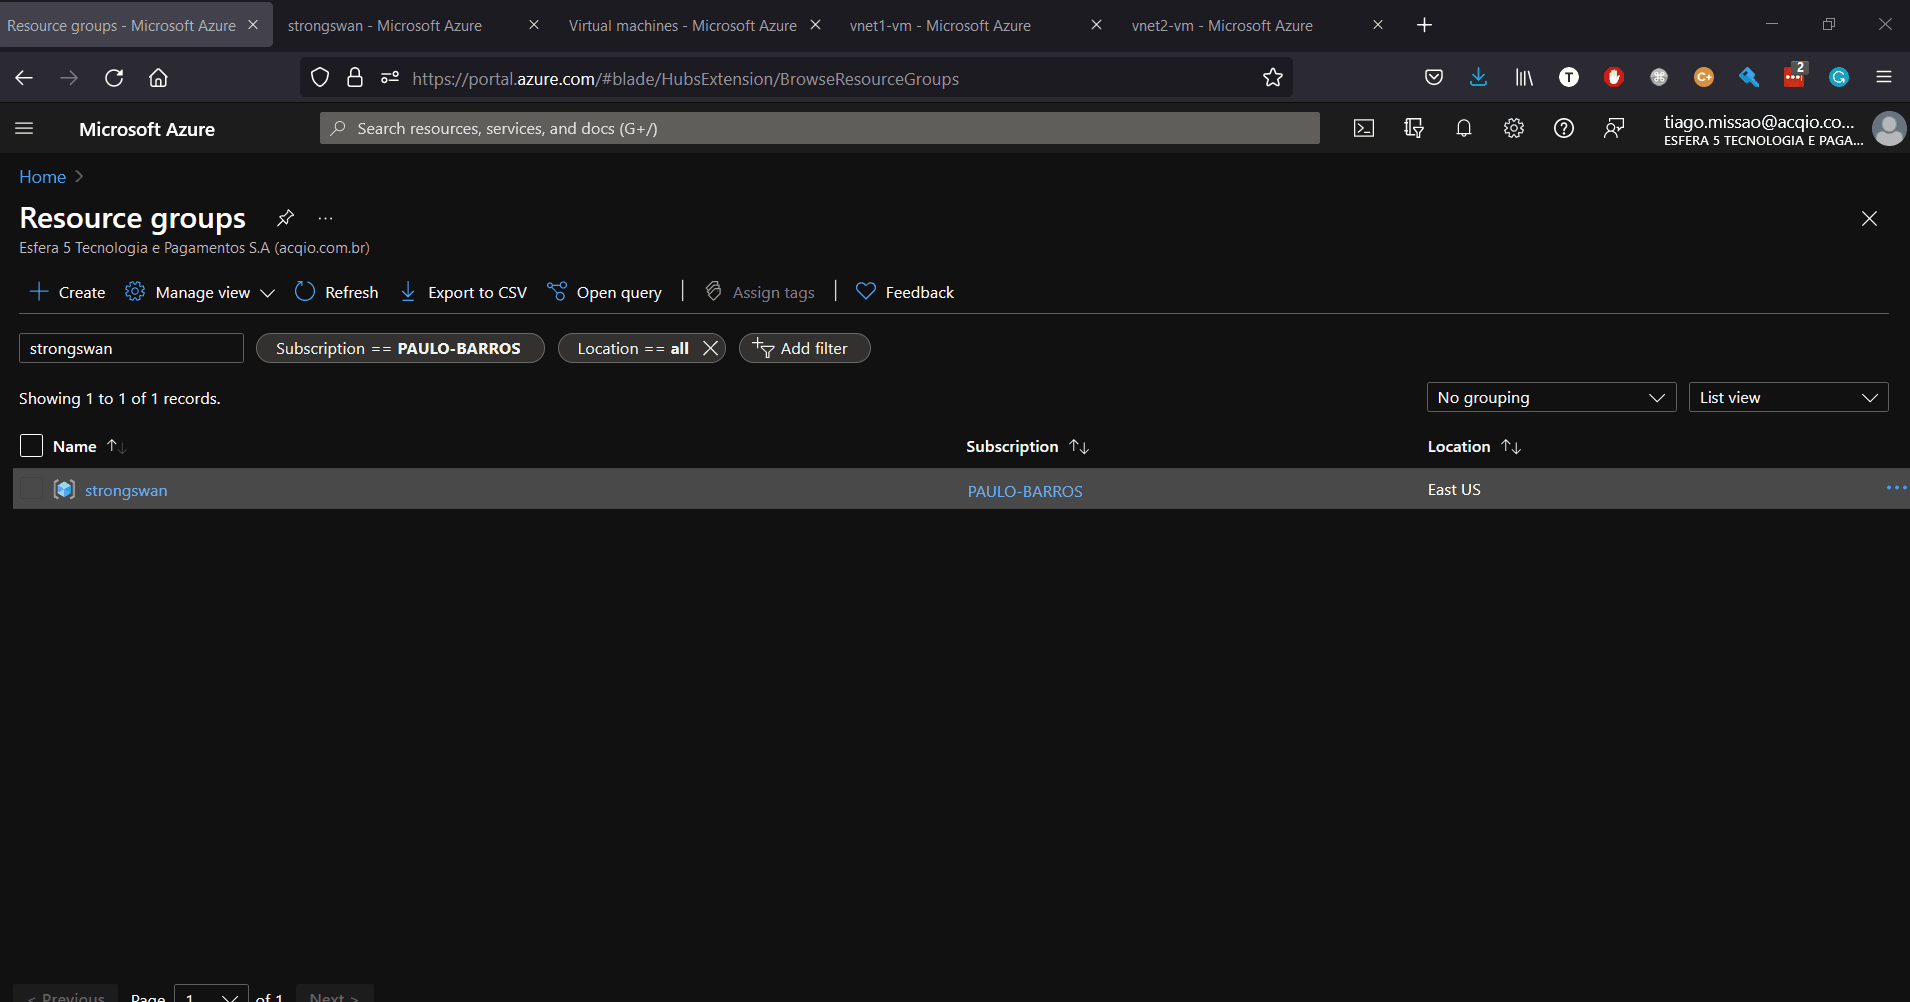 Resource groups - Microsoft Azure
strongswan - Microsoft Azure
Virtual machines - Microsoft Azure
vnet1-vm - Microsoft Azure
vnet2-vm - Microsoft Azure
https://portal.azure.com/#blade/HubsExtension/BrowseResourceGroups
T
C+
2
Microsoft Azure
Search resources, services, and docs (G+/)
tiago.missao@acqio.co...
ESFERA 5 TECNOLOGIA E PAGA...
Home
Resource groups
Esfera 5 Tecnologia e Pagamentos S.A (acqio.com.br)
Create
Manage view
Refresh
Export to CSV
Open query
Assign tags
Feedback
strongswan
Subscription == PAULO-BARROS
Location == all
Add filter
Showing 1 to 1 of 1 records.
No grouping
List view
Name
Subscription
Location
strongswan
PAULO-BARROS
East US
< Previous
Page
1
of 1
Next >